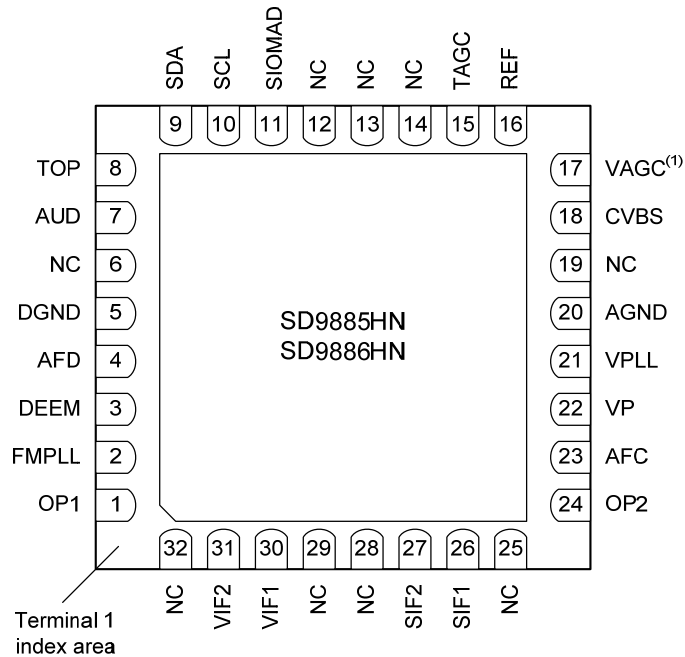 SDA
SCL
SIOMAD
NC
NC
NC
TAGC
REF
9
10
11
12
13
14
15
16
TOP 8
AUD 7
NC 6
DGND 5
AFD 4
DEEM 3
FMPLL 2
OP1 1
SD9885HN
SD9886HN
17 VAGC(1)
18 CVBS
19 NC
20 AGND
21 VPLL
22 VP
23 AFC
24 OP2
32
31
30
29
28
27
26
25
NC
VIF2
VIF1
NC
NC
SIF2
SIF1
NC
Terminal 1
index area